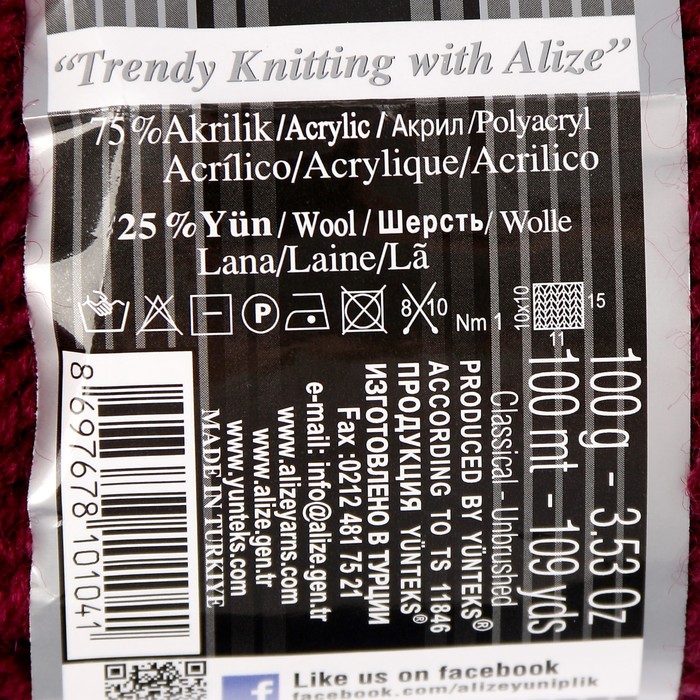 “Trendy Knitting with Alize”
75 % Akrilik / Acrylic / Акрил / Polyacryl
Acrílico/Acrylique/Acrilico
25 % Yün / Wool / Шерсть/ Wolle
Lana/Laine/Lã
P
8 10
Nm 1
10x10
15
11
100 g - 3,53 Oz
100 mt - 109 yds
Classical - Unbrushed
PRODUCED BY YÜNTEKS®
ACCORDING TO TS 11846
ПРОДУКЦИЯ YÜNTEKS®
ИЗГОТОВЛЕНО В ТУРЦИИ
Fax :0212 481 75 21
e-mail: info@alize.gen.tr
www.alizeyarns.com
www.alize.gen.tr
www.yunteks.com
MADE IN TURKIYE
8 697678 101041
f
Like us on facebook
facebook.com/alizeyuniplik